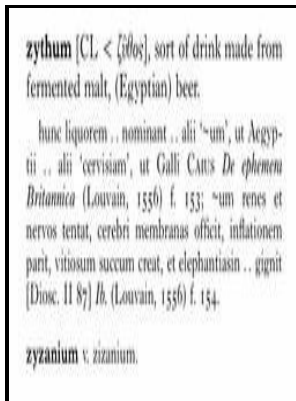 zythum [CL < ζῦθος], sort of drink made from
fermented malt, (Egyptian) beer.
hunc liquorem .. nominant .. alii ‘~um’, ut Aegyp-
tii .. alii ‘cervisiam’, ut Galli CAIUS De ephemera
Britannica (Louvain, 1556) f. 153; ~um renes et
nervos tentat, cerebri membranas officit, inflationem
parit, vitiosum succum creat, et elephantiasin .. gignit
[Diosc. II 87] Ib. (Louvain, 1556) f. 154.
zyzanium v. zizanium.